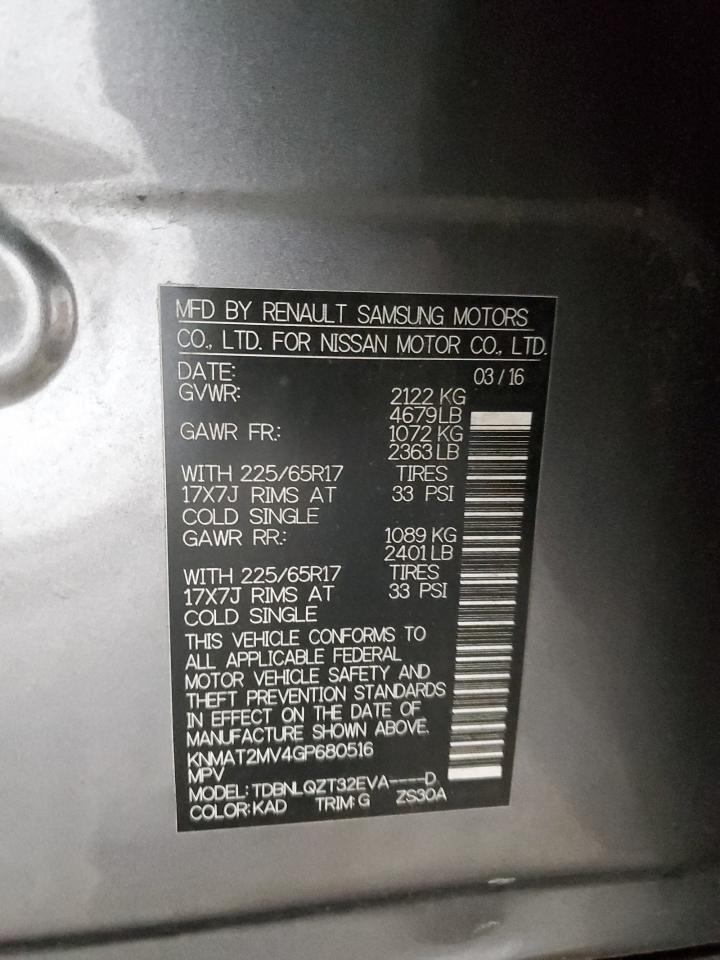 MFD BY RENAULT SAMSUNG MOTORS
CO., LTD. FOR NISSAN MOTOR CO., LTD.
DATE: 03/16
GVWR: 2122 KG
4679LB
GAWR FR.: 1072 KG
2363 LB
WITH 225/65R17 TIRES
17X7J RIMS AT 33 PSI
COLD SINGLE
GAWR RR.: 1089 KG
2401 LB
WITH 225/65R17 TIRES
17X7J RIMS AT 33 PSI
COLD SINGLE
THIS VEHICLE CONFORMS TO
ALL APPLICABLE FEDERAL
MOTOR VEHICLE SAFETY AND
THEFT PREVENTION STANDARDS
IN EFFECT ON THE DATE OF
MANUFACTURE SHOWN ABOVE.
KNMAT2MV4GP680516
MPV
MODEL: TDBNLQZT32EVA----D
COLOR: KAD TRIM: G ZS30A